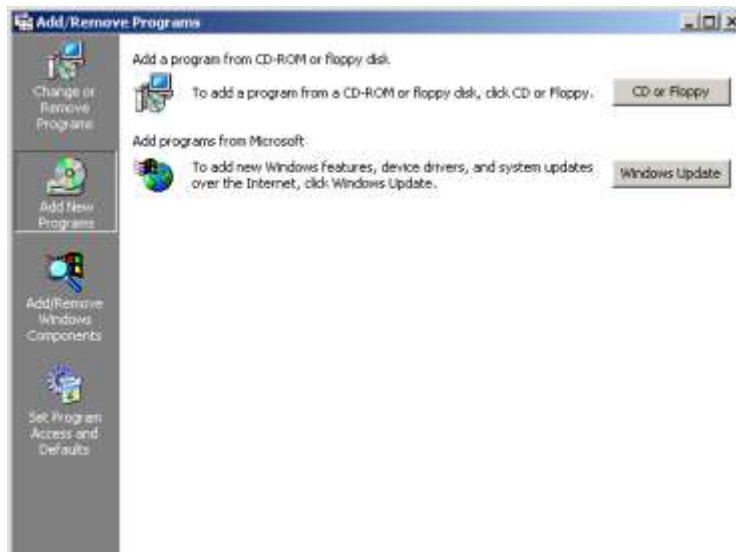 Add/Remove Programs
Change or
Remove
Programs
Add New
Programs
Add/Remove
Windows
Components
Set Program
Access and
Defaults
Add a program from CD-ROM or floppy disk
To add a program from a CD-ROM or floppy disk, click CD or Floppy.
CD or Floppy
Add programs from Microsoft
To add new Windows features, device drivers, and system updates
over the Internet, click Windows Update.
Windows Update